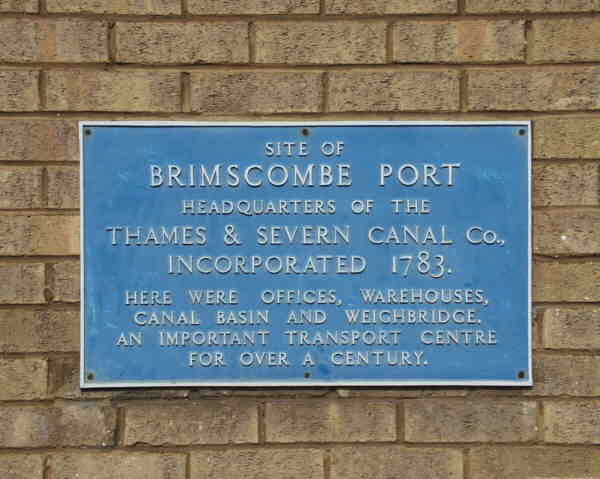 SITE OF
BRIMSCOMBE PORT
HEADQUARTERS OF THE
THAMES & SEVERN CANAL Co.,
INCORPORATED 1783.
HERE WERE OFFICES, WAREHOUSES,
CANAL BASIN AND WEIGHBRIDGE.
AN IMPORTANT TRANSPORT CENTRE
FOR OVER A CENTURY.